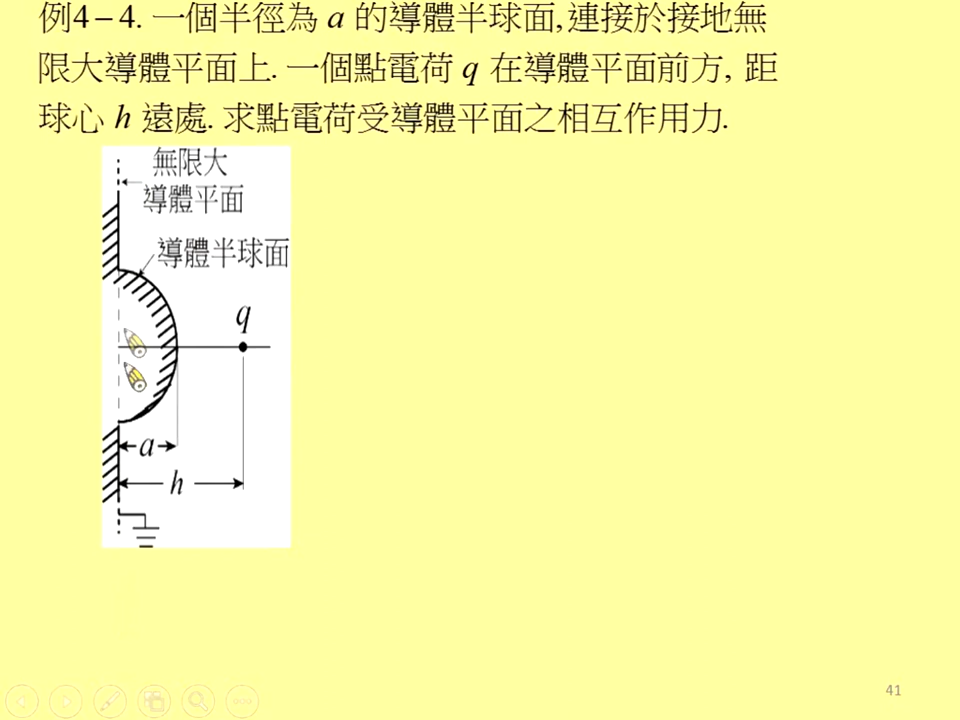 例4－4. 一個半徑為 a 的導體半球面, 連接於接地無
限大導體平面上. 一個點電荷 q 在導體平面前方, 距
球心 h 遠處. 求點電荷受導體平面之相互作用力.
無限大
導體平面
導體半球面
q
a
h
41